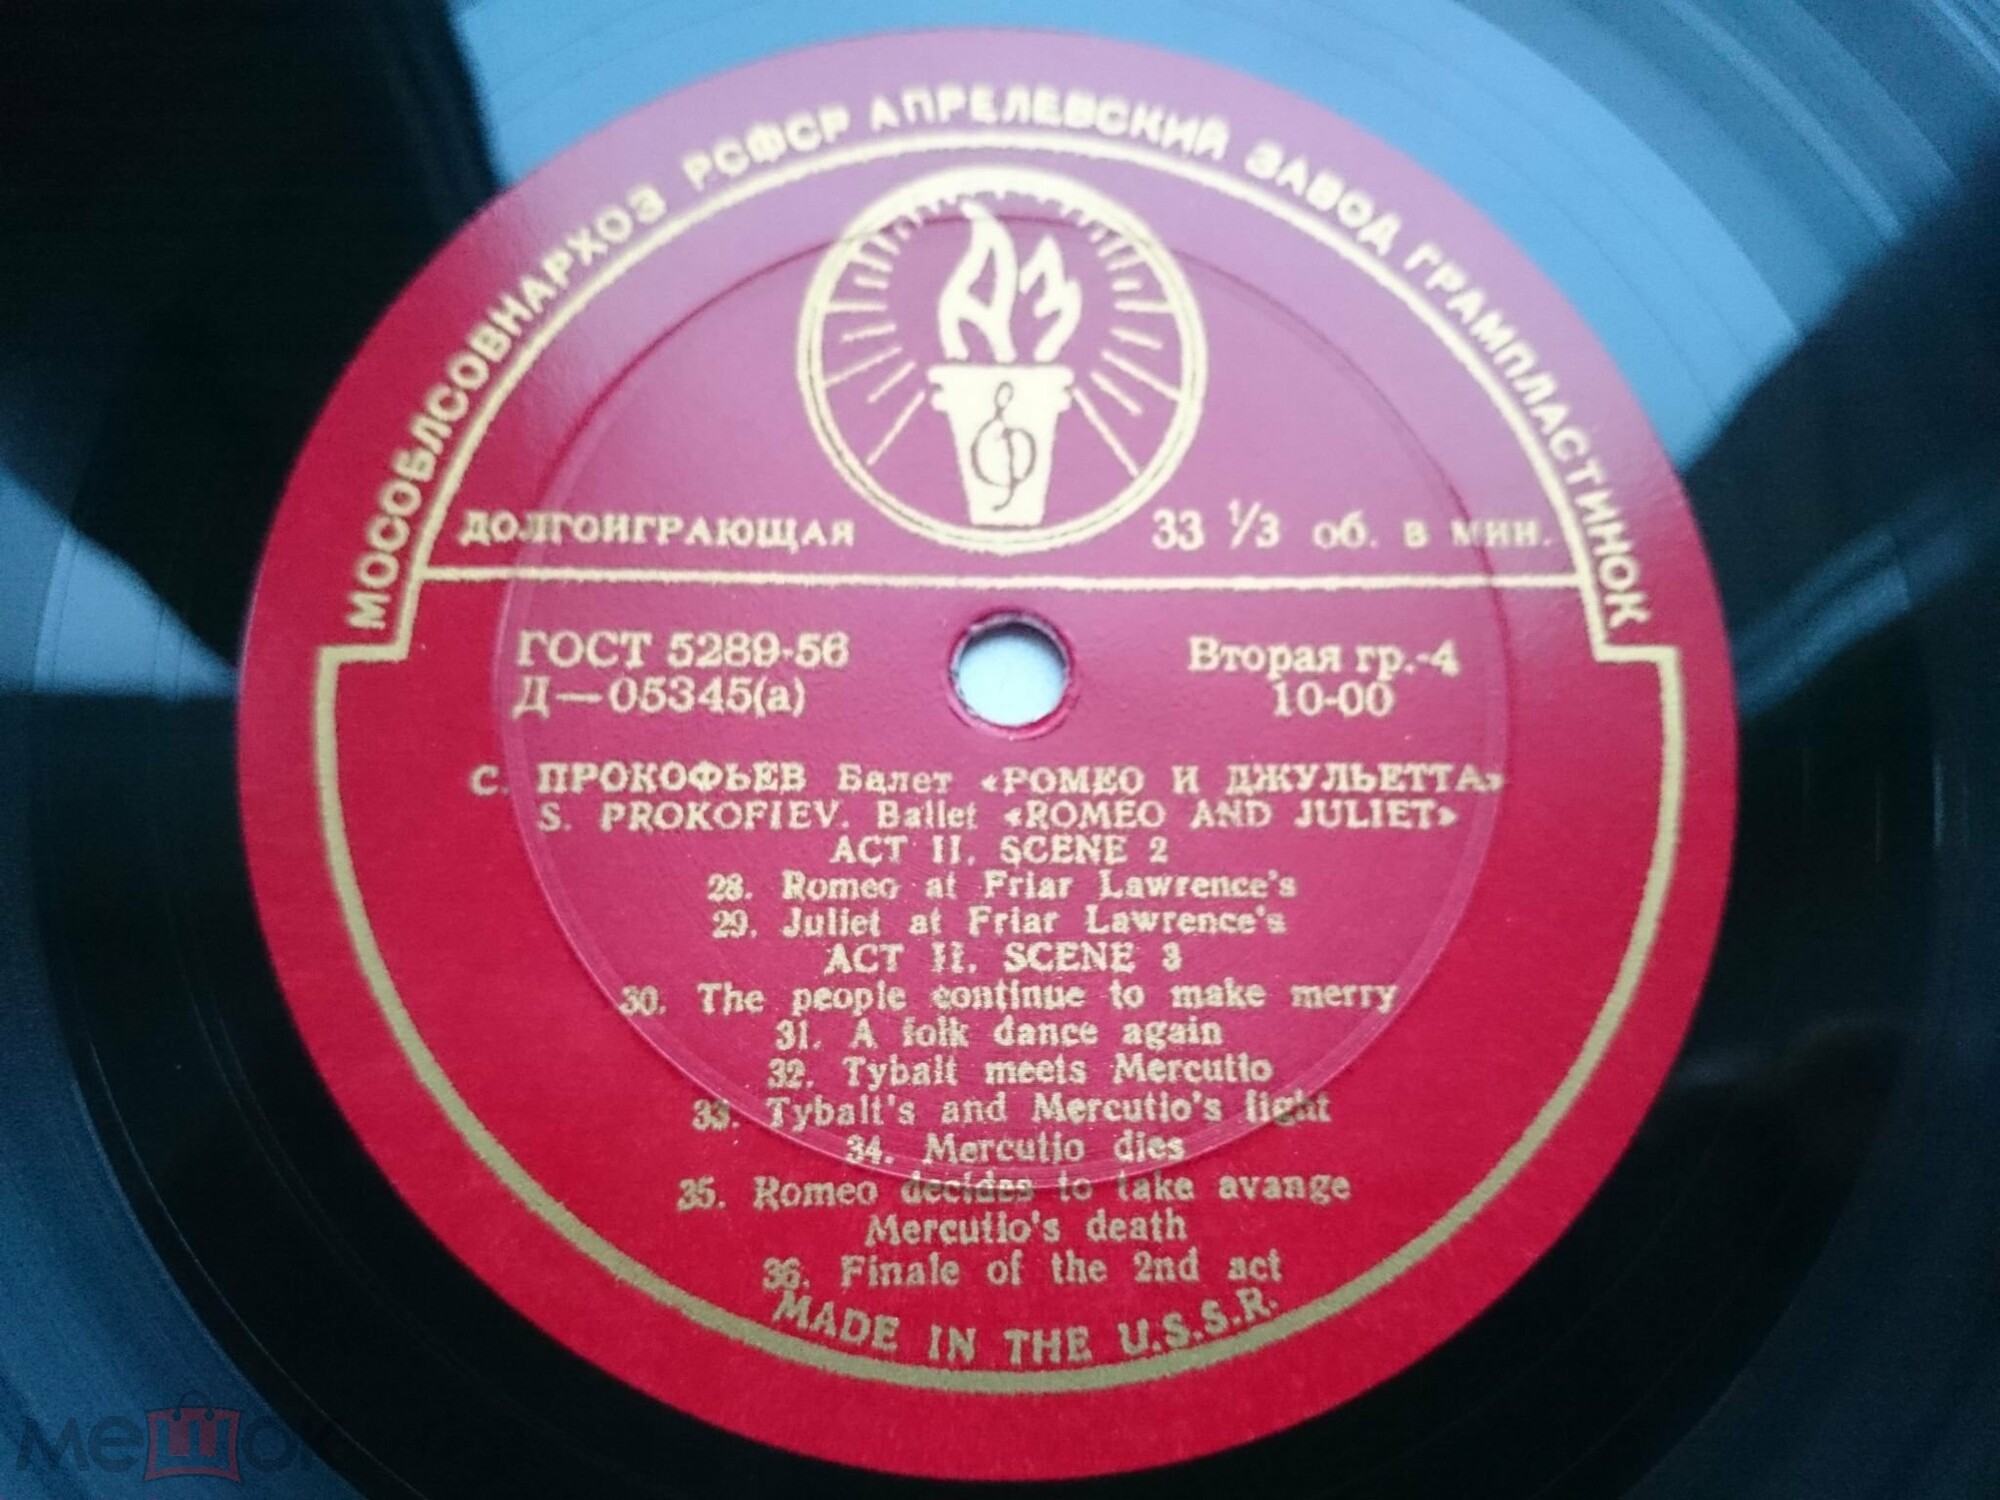 МОСОБЛСОВНАРХОЗ РСФСР АПРЕЛЕВСКИЙ ЗАВОД ГРАМПЛАСТИНОК
АЗ
ДОЛГОИГРАЮЩАЯ 33 1/3 об. в мин.
ГОСТ 5289-56 Вторая гр.-4
Д—05345(а) 10-00
С. ПРОКОФЬЕВ Балет «РОМЕО И ДЖУЛЬЕТТА»
S. PROKOFIEV. Ballet «ROMEO AND JULIET»
ACT II. SCENE 2
28. Romeo at Friar Lawrence's
29. Juliet at Friar Lawrence's
ACT II. SCENE 3
30. The people continue to make merry
31. A folk dance again
32. Tybalt meets Mercutio
33. Tybalt's and Mercutio's fight
34. Mercutio dies
35. Romeo decides to take avange
Mercutio's death
36. Finale of the 2nd act
MADE IN THE U.S.S.R.
мешок